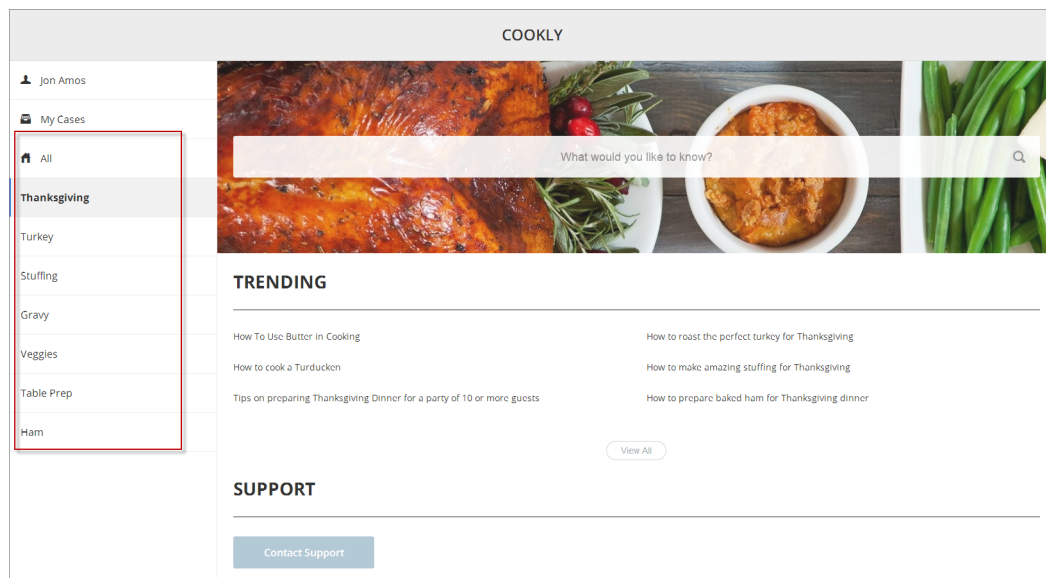 COOKLY
Jon Amos
My Cases
All
Thanksgiving
Turkey
Stuffing
Gravy
Veggies
Table Prep
Ham
What would you like to know?
TRENDING
How To Use Butter in Cooking
How to roast the perfect turkey for Thanksgiving
How to cook a Turducken
How to make amazing stuffing for Thanksgiving
Tips on preparing Thanksgiving Dinner for a party of 10 or more guests
How to prepare baked ham for Thanksgiving dinner
View All
SUPPORT
Contact Support